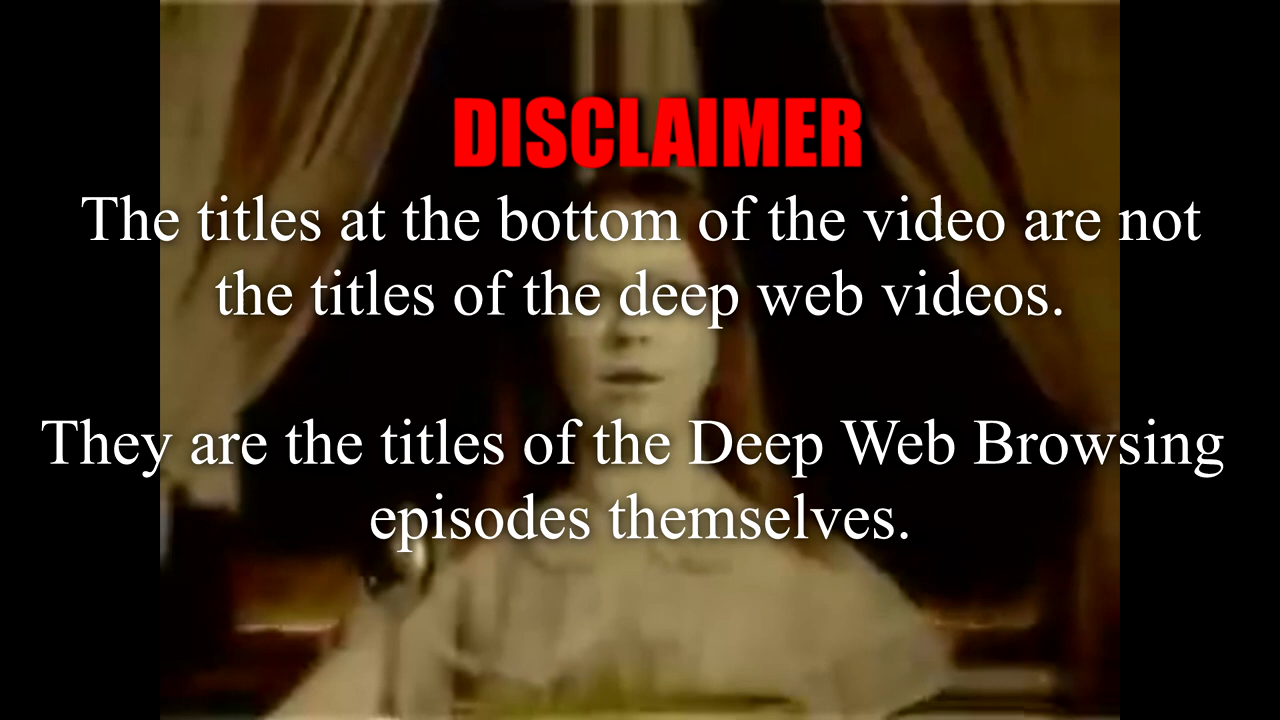 DISCLAIMER
The titles at the bottom of the video are not
the titles of the deep web videos.
They are the titles of the Deep Web Browsing
episodes themselves.